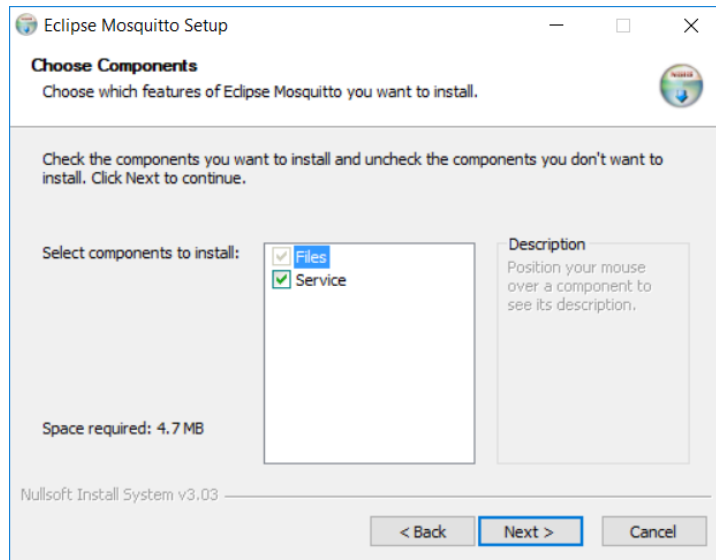 Eclipse Mosquitto Setup
Choose Components
Choose which features of Eclipse Mosquitto you want to install.
Check the components you want to install and uncheck the components you don't want to
install. Click Next to continue.
Select components to install:
Files
Service
Description
Position your mouse
over a component to
see its description.
Space required: 4.7 MB
Nullsoft Install System v3.03
< Back
Next >
Cancel